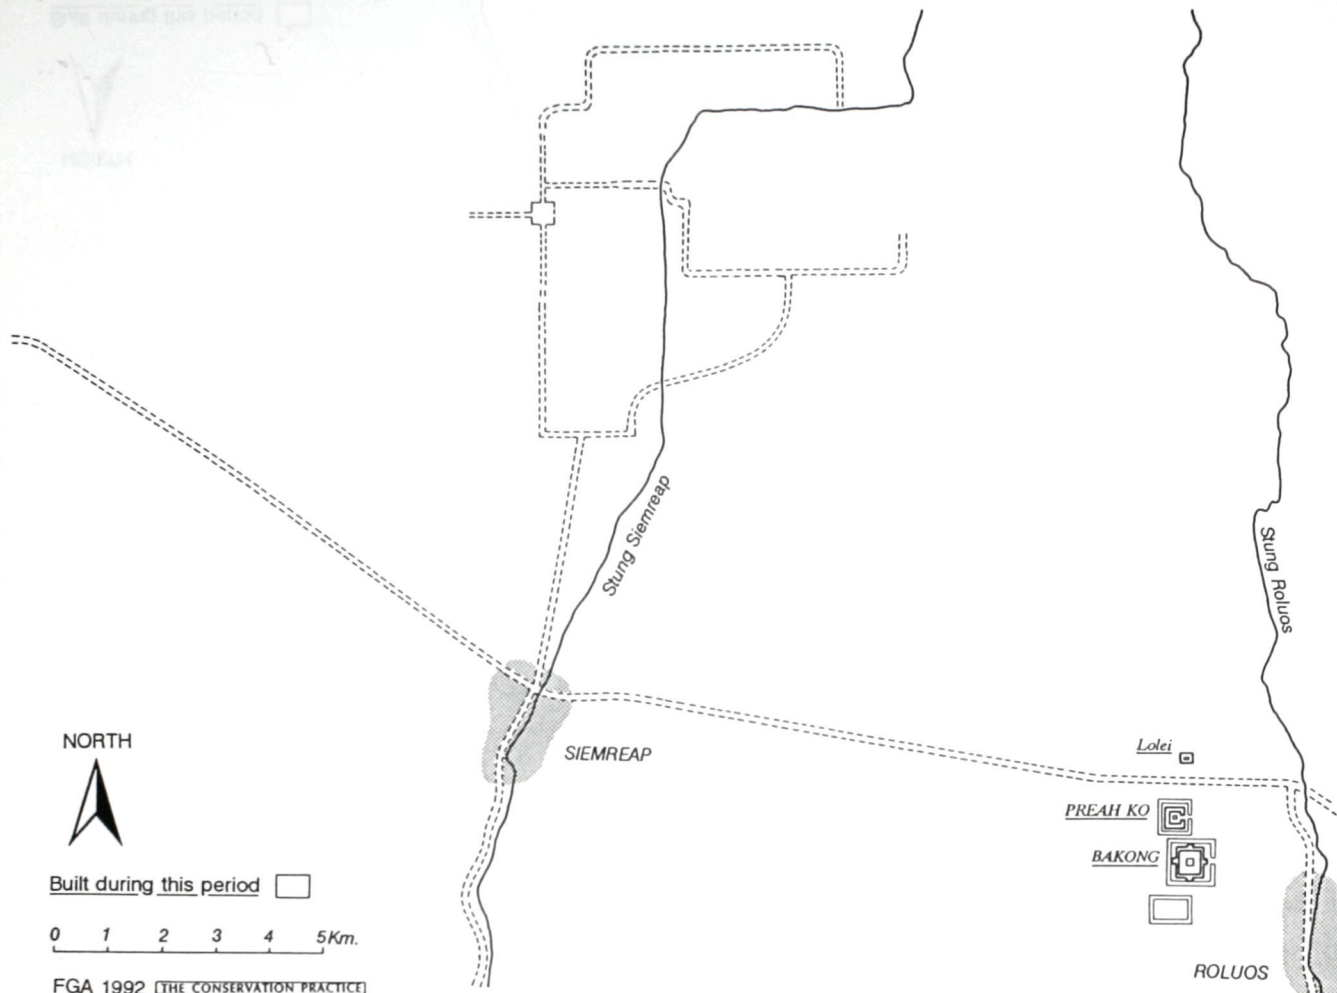 Stung Siemreap
Stung Roluos
SIEMREAP
Lolei
PREAH KO
BAKONG
ROLUOS
NORTH
Built during this period
0 1 2 3 4 5Km.
FGA 1992 THE CONSERVATION PRACTICE